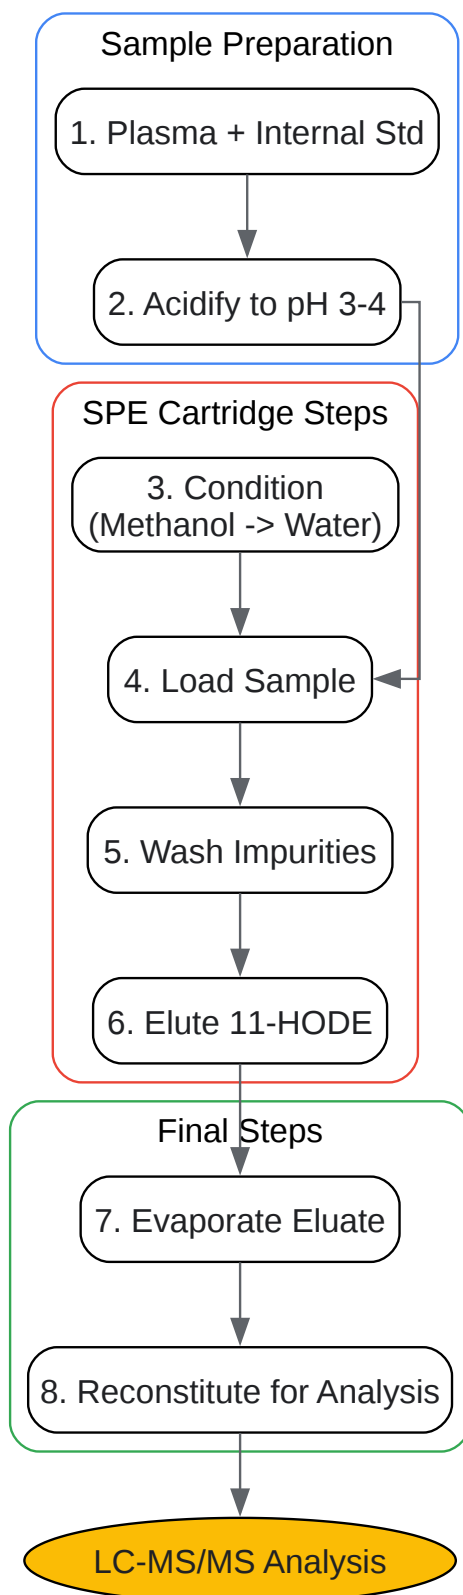 Sample Preparation
1. Plasma + Internal Std
2. Acidify to pH 3-4
SPE Cartridge Steps
3. Condition
(Methanol -> Water)
4. Load Sample
5. Wash Impurities
6. Elute 11-HODE
Final Steps
7. Evaporate Eluate
8. Reconstitute for Analysis
LC-MS/MS Analysis